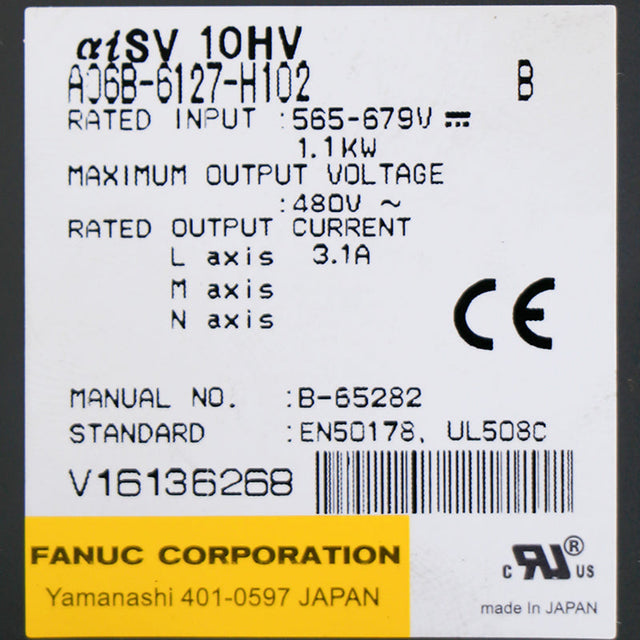 αiSV 10HV
A06B-6127-H102 B
RATED INPUT :565-679V ⎓
1.1KW
MAXIMUM OUTPUT VOLTAGE
:480V ~
RATED OUTPUT CURRENT
L axis 3.1A
M axis
N axis
CE
MANUAL NO. :B-65282
STANDARD :EN50178, UL508C
V16136268
FANUC CORPORATION
Yamanashi 401-0597 JAPAN
c RU ® US
made in JAPAN